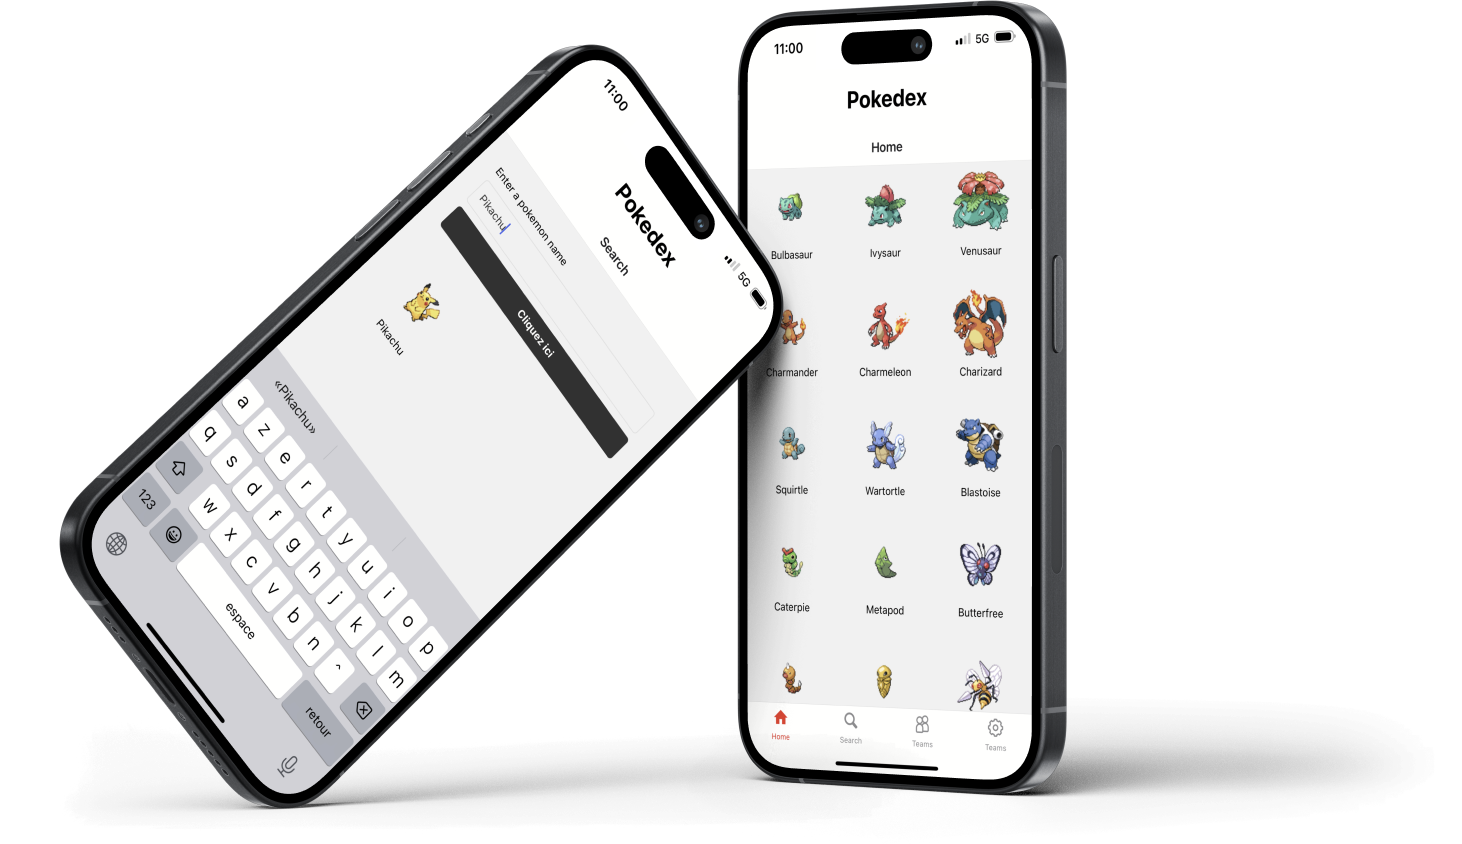 11:00
5G
Pokedex
Search
Enter a pokemon name
Pikachu
Cliquez ici
Pikachu
«Pikachu»
a z e r t y u i o p
q s d f g h j k l m
w x c v b n ^
123
espace
retour
11:00
5G
Pokedex
Home
Bulbasaur Ivysaur Venusaur
Charmander Charmeleon Charizard
Squirtle Wartortle Blastoise
Caterpie Metapod Butterfree
Home Search Teams Teams